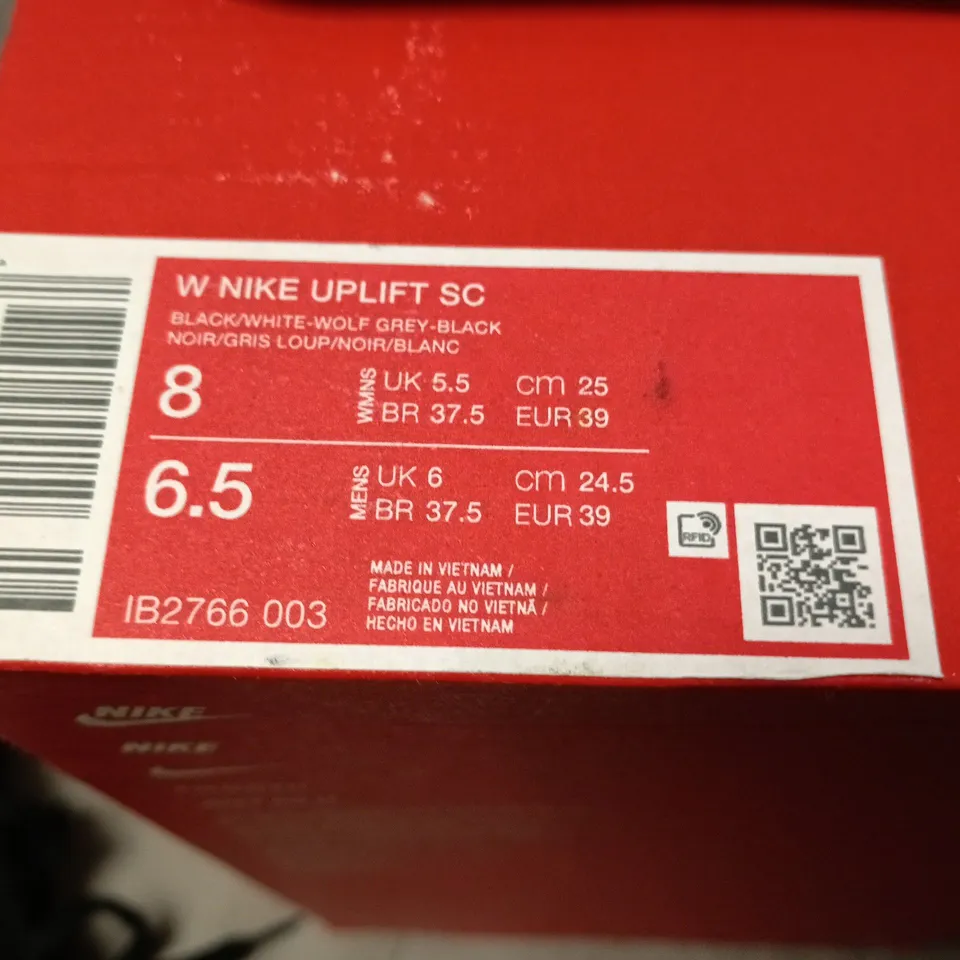 W NIKE UPLIFT SC
BLACK/WHITE-WOLF GREY-BLACK
NOIR/GRIS LOUP/NOIR/BLANC
8 WMNS UK 5.5 cm 25
BR 37.5 EUR 39
6.5 MENS UK 6 cm 24.5
BR 37.5 EUR 39
RFID
MADE IN VIETNAM /
FABRIQUE AU VIETNAM /
FABRICADO NO VIETNÃ /
HECHO EN VIETNAM
IB2766 003
NIKE
NIKE